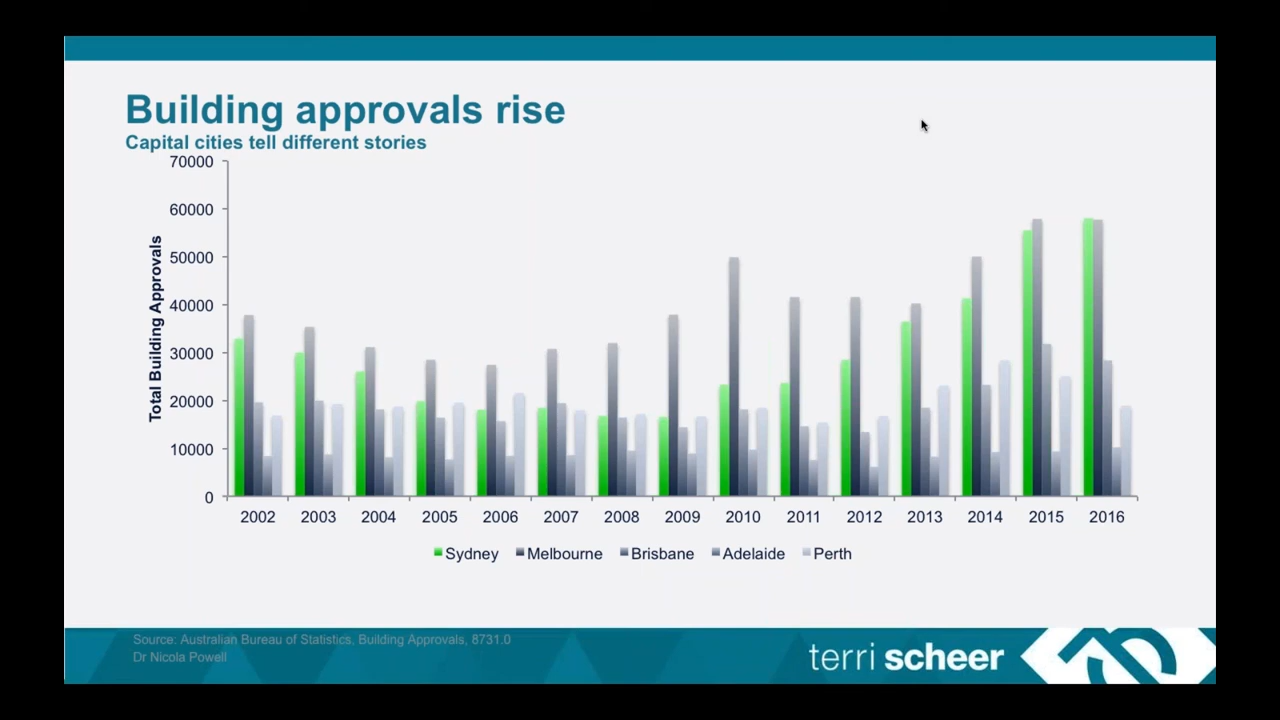 Building approvals rise
Capital cities tell different stories
Total Building Approvals
70000
60000
50000
40000
30000
20000
10000
0
2002 2003 2004 2005 2006 2007 2008 2009 2010 2011 2012 2013 2014 2015 2016
Sydney Melbourne Brisbane Adelaide Perth
Source: Australian Bureau of Statistics, Building Approvals, 8731.0
Dr Nicola Powell
terri scheer